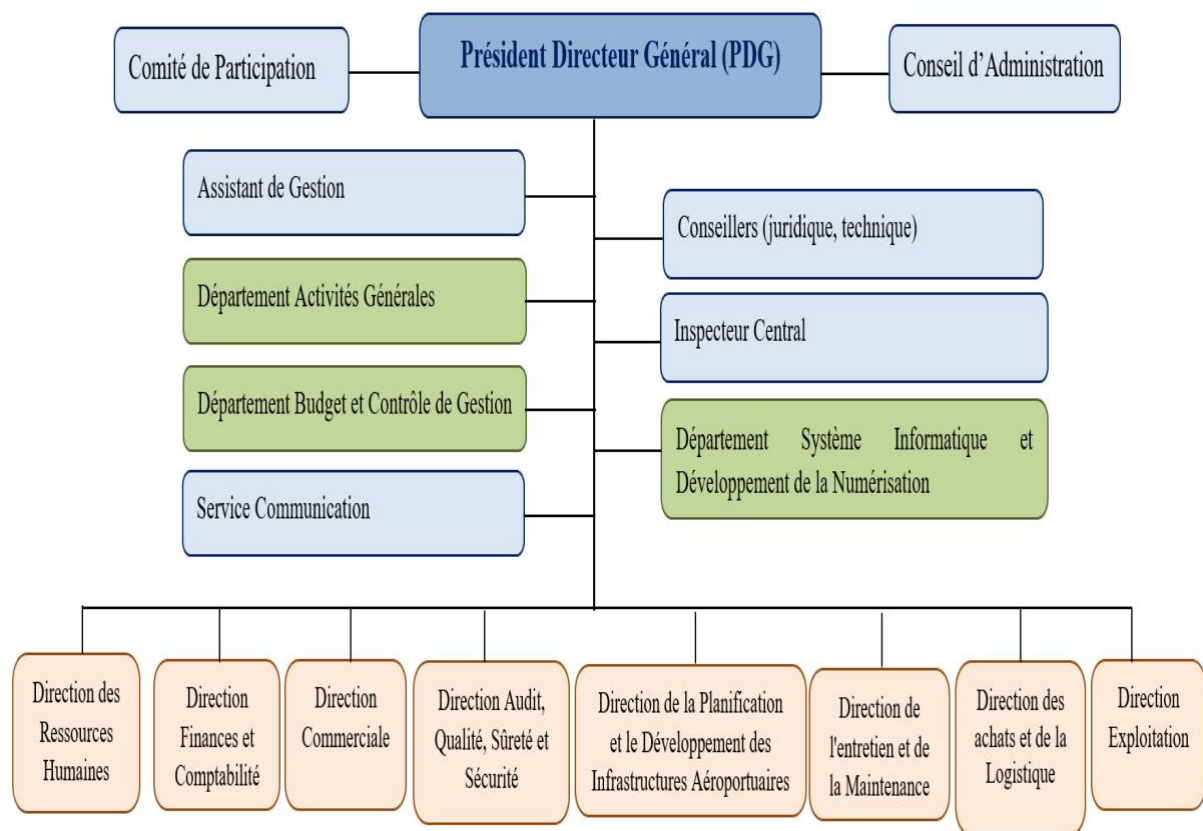 Comité de Participation
Président Directeur Général (PDG)
Conseil d'Administration
Assistant de Gestion
Conseillers (juridique, technique)
Département Activités Générales
Inspecteur Central
Département Budget et Contrôle de Gestion
Département Système Informatique et
Développement de la Numérisation
Service Communication
Direction des
Ressources
Humaines
Direction
Finances et
Comptabilité
Direction
Commerciale
Direction Audit,
Qualité, Sûreté et
Sécurité
Direction de la Planification
et le Développement des
Infrastructures Aéroportuaires
Direction de
l'entretien et de
la Maintenance
Direction des
achats et de la
Logistique
Direction
Exploitation